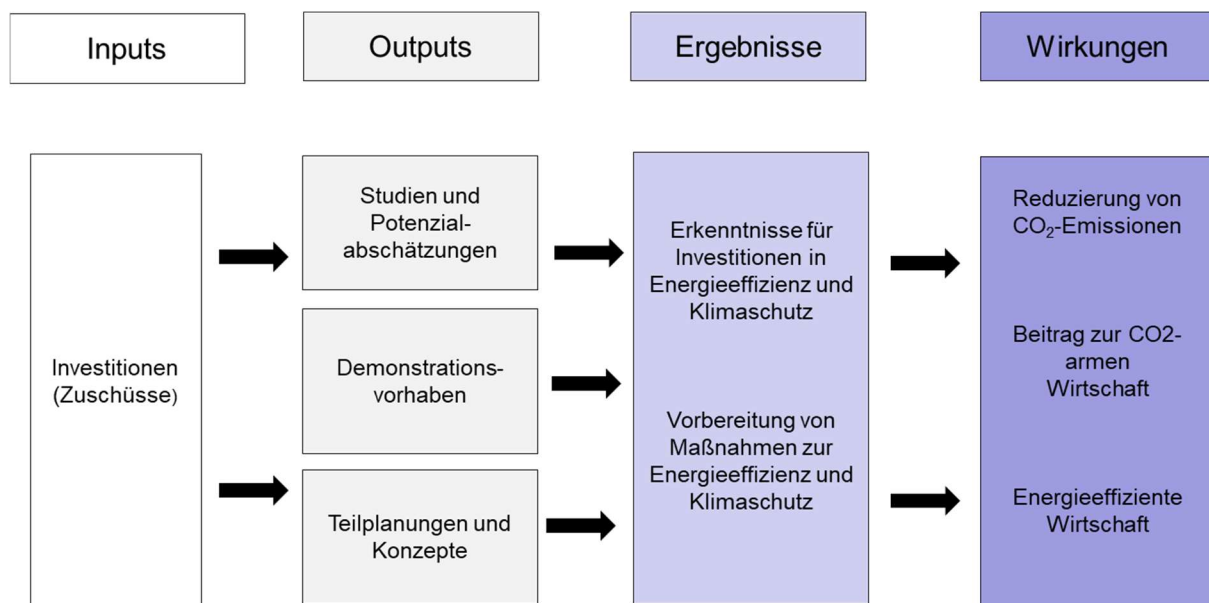 Inputs
Outputs
Ergebnisse
Wirkungen
Investitionen
(Zuschüsse)
Studien und
Potenzial-
abschätzungen
Demonstrations-
vorhaben
Teilplanungen und
Konzepte
Erkenntnisse für
Investitionen in
Energieeffizienz und
Klimaschutz
Vorbereitung von
Maßnahmen zur
Energieeffizienz und
Klimaschutz
Reduzierung von
CO₂-Emissionen
Beitrag zur CO2-
armen
Wirtschaft
Energieeffiziente
Wirtschaft